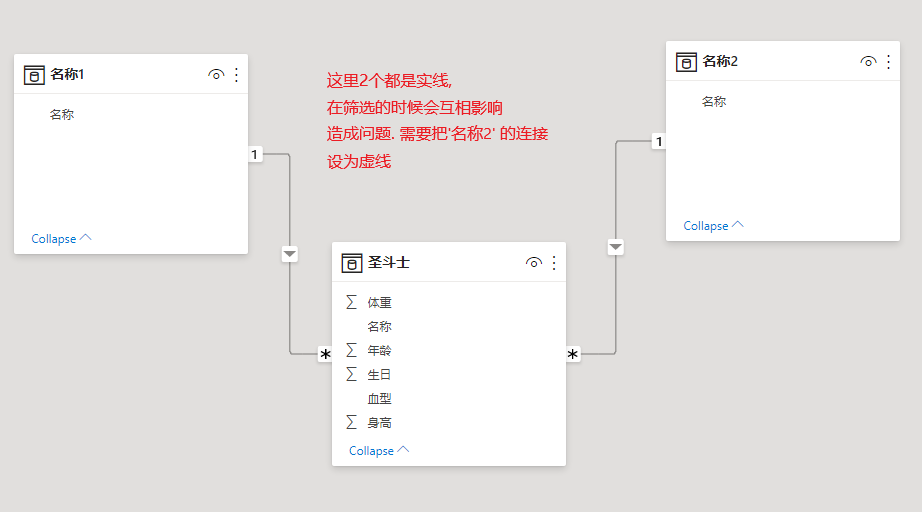 名称1
名称
Collapse
1
这里2个都是实线,
在筛选的时候会互相影响
造成问题. 需要把'名称2' 的连接
设为虚线
名称2
名称
Collapse
1
圣斗士
∑ 体重
名称
∑ 年龄
∑ 生日
血型
∑ 身高
Collapse
*
*